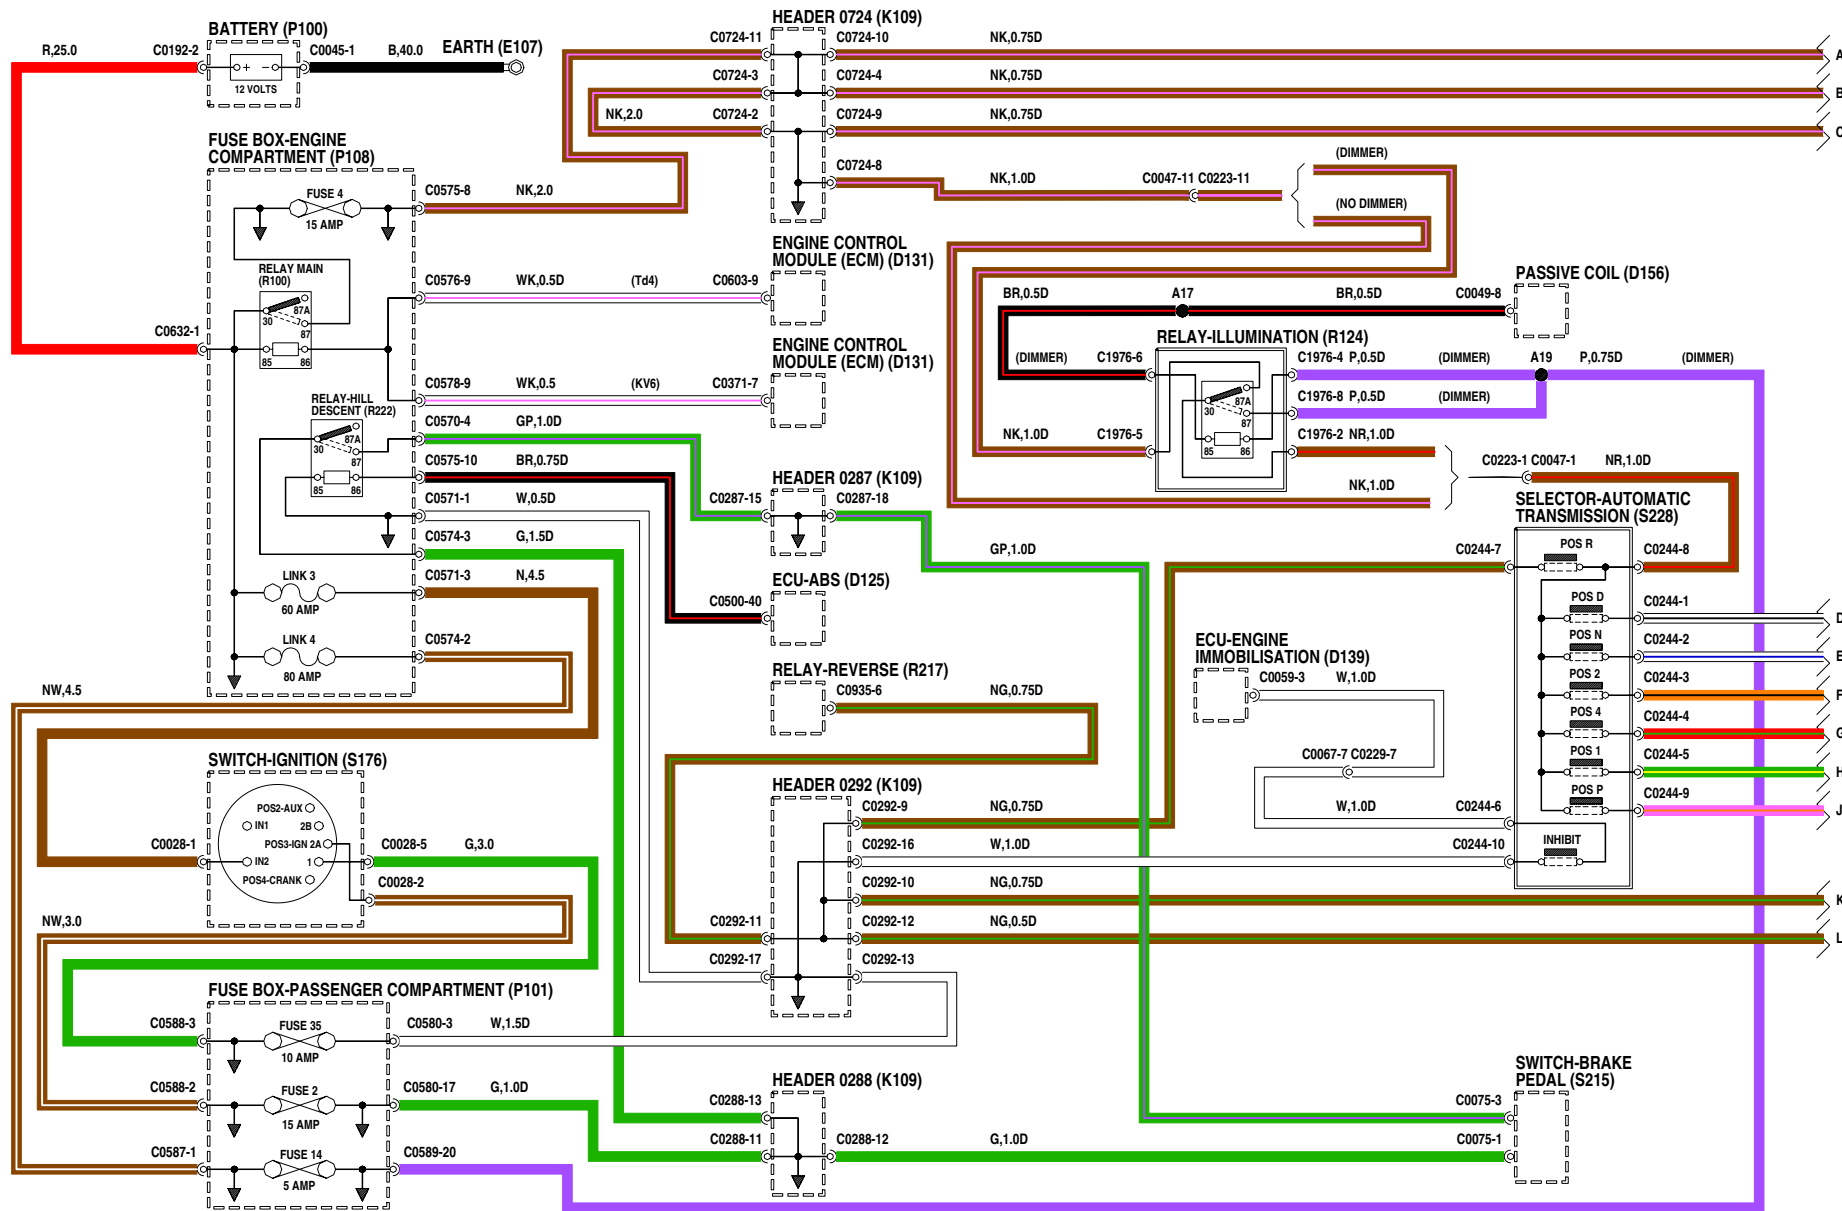 BATTERY (P100)
R,25.0
C0192-2
C0045-1
B,40.0
EARTH (E107)
12 VOLTS
FUSE BOX-ENGINE
COMPARTMENT (P108)
FUSE 4
15 AMP
C0575-8
NK,2.0
RELAY MAIN
(R100)
87A
30
87
85
86
C0632-1
C0576-9
WK,0.5D
(Td4)
C0603-9
C0578-9
WK,0.5
(KV6)
C0371-7
RELAY-HILL
DESCENT (R222)
87A
30
87
85
86
C0570-4
GP,1.0D
C0575-10
BR,0.75D
C0571-1
W,0.5D
C0574-3
G,1.5D
LINK 3
60 AMP
C0571-3
N,4.5
LINK 4
80 AMP
C0574-2
NW,4.5
SWITCH-IGNITION (S176)
POS2-AUX
IN1
2B
POS3-IGN 2A
IN2
1
POS4-CRANK
C0028-1
C0028-5
G,3.0
C0028-2
NW,3.0
FUSE BOX-PASSENGER COMPARTMENT (P101)
C0588-3
FUSE 35
10 AMP
C0580-3
W,1.5D
C0588-2
FUSE 2
15 AMP
C0580-17
G,1.0D
C0587-1
FUSE 14
5 AMP
C0589-20
HEADER 0724 (K109)
C0724-11
C0724-10
NK,0.75D
A
C0724-3
C0724-4
NK,0.75D
B
NK,2.0
C0724-2
C0724-9
NK,0.75D
C
C0724-8
NK,1.0D
C0047-11 C0223-11
(DIMMER)
(NO DIMMER)
ENGINE CONTROL
MODULE (ECM) (D131)
ENGINE CONTROL
MODULE (ECM) (D131)
HEADER 0287 (K109)
C0287-15
C0287-18
GP,1.0D
ECU-ABS (D125)
C0500-40
RELAY-REVERSE (R217)
C0935-6
NG,0.75D
HEADER 0292 (K109)
C0292-9
NG,0.75D
C0292-16
W,1.0D
C0292-10
NG,0.75D
K
C0292-11
C0292-12
NG,0.5D
L
C0292-17
C0292-13
HEADER 0288 (K109)
C0288-13
C0288-11
C0288-12
G,1.0D
PASSIVE COIL (D156)
BR,0.5D
A17
BR,0.5D
C0049-8
RELAY-ILLUMINATION (R124)
(DIMMER)
C1976-6
C1976-4 P,0.5D
(DIMMER)
A19
P,0.75D
(DIMMER)
C1976-8 P,0.5D
(DIMMER)
87A
30
87
85
86
NK,1.0D
C1976-5
C1976-2 NR,1.0D
NK,1.0D
C0223-1 C0047-1
NR,1.0D
SELECTOR-AUTOMATIC
TRANSMISSION (S228)
C0244-7
POS R
C0244-8
POS D
C0244-1
D
POS N
C0244-2
E
POS 2
C0244-3
F
POS 4
C0244-4
G
POS 1
C0244-5
H
POS P
C0244-9
J
C0244-6
INHIBIT
C0244-10
ECU-ENGINE
IMMOBILISATION (D139)
C0059-3
W,1.0D
C0067-7 C0229-7
W,1.0D
SWITCH-BRAKE
PEDAL (S215)
C0075-3
C0075-1